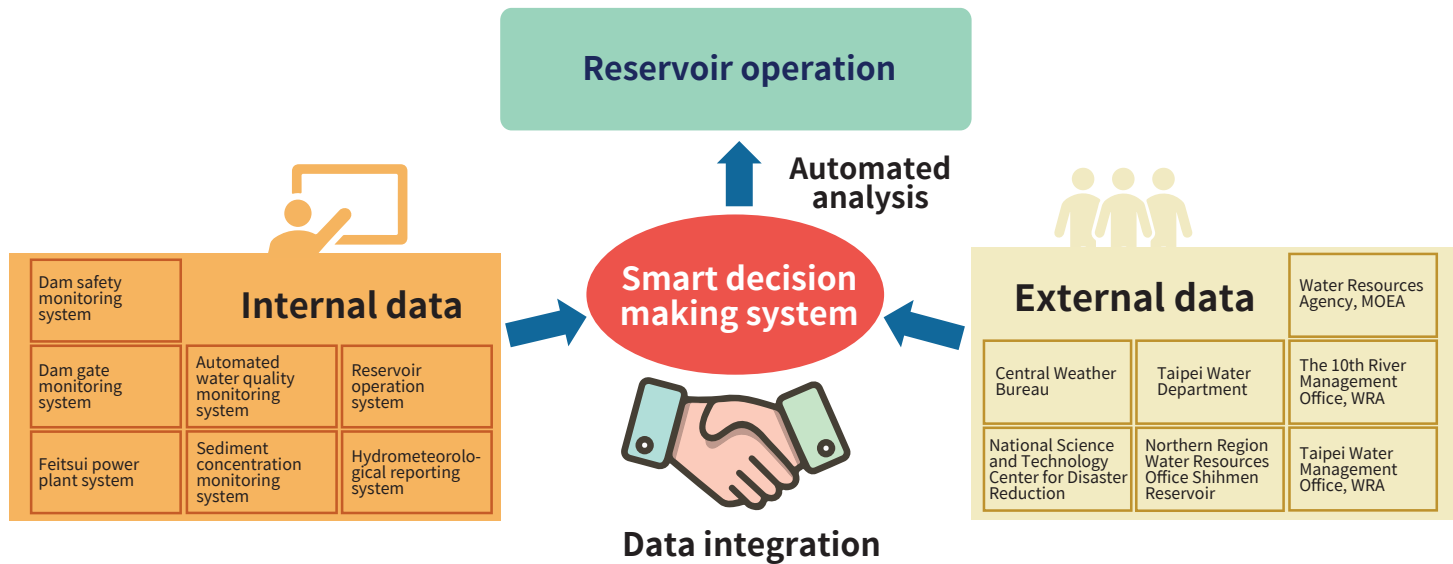 Reservoir operation
Automated
analysis
Smart decision
making system
Data integration
Internal data
Dam safety
monitoring
system
Dam gate
monitoring
system
Automated
water quality
monitoring
system
Reservoir
operation
system
Feitsui power
plant system
Sediment
concentration
monitoring
system
Hydrometeorolo-
gical reporting
system
External data
Water Resources
Agency, MOEA
Central Weather
Bureau
Taipei Water
Department
The 10th River
Management
Office, WRA
National Science
and Technology
Center for Disaster
Reduction
Northern Region
Water Resources
Office Shihmen
Reservoir
Taipei Water
Management
Office, WRA